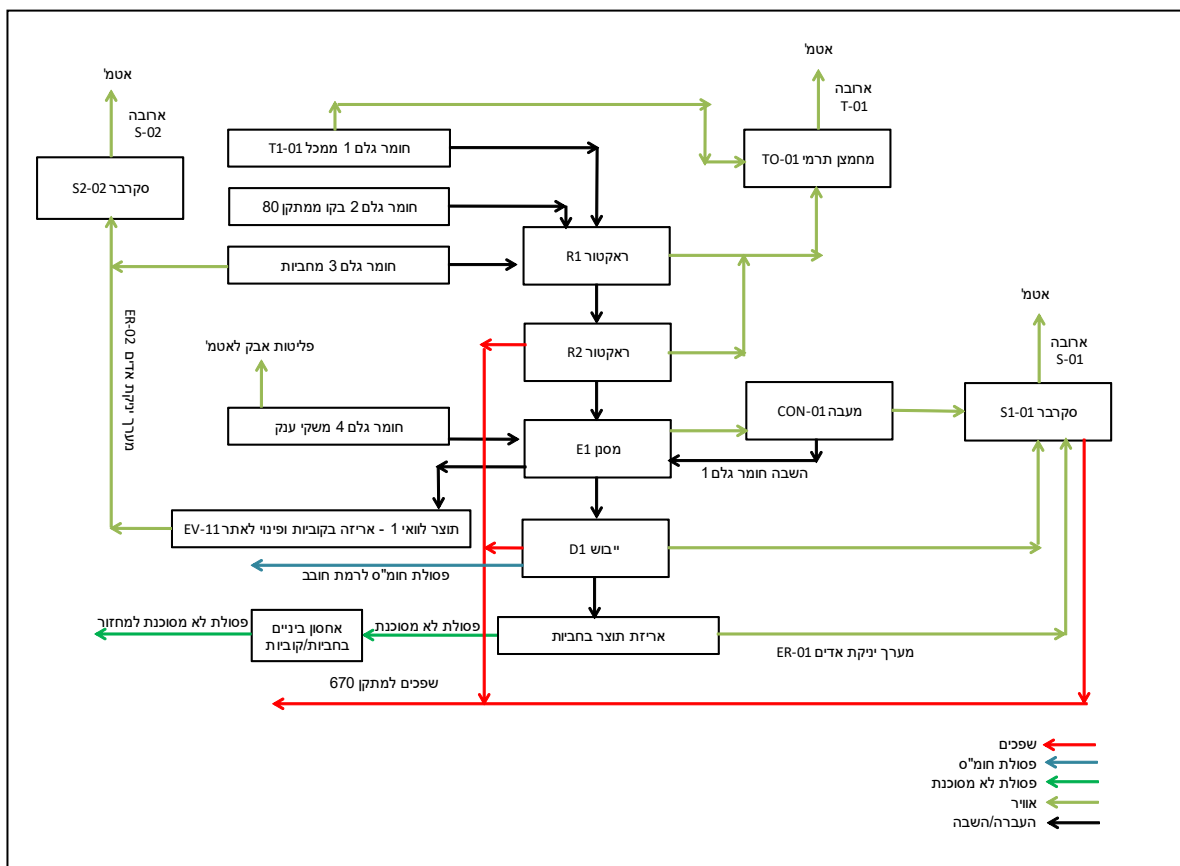 אטמ'
ארובה
T-01
אטמ'
ארובה
S-02
חומר גלם 1 ממכל T1-01
מחמצן תרמי TO-01
סקרבר S2-02
חומר גלם 2 בקו ממתקן 80
ראקטור R1
חומר גלם 3 מחביות
אטמ'
ארובה
S-01
מערך יניקת אדים ER-02
פליטות אבק לאטמ'
ראקטור R2
מעבה CON-01
סקרבר S1-01
חומר גלם 4 משקי ענק
מסנן E1
השבה חומר גלם 1
תוצר לוואי 1 - אריזה בקוביות ופינוי לאתר EV-11
ייבוש D1
פסולת חומ"ס לרמת חובב
פסולת לא מסוכנת למחזור
אחסון ביניים
בחביות/קוביות
פסולת לא מסוכנת
אריזת תוצר בחביות
מערך יניקת אדים ER-01
שפכים למתקן 670
שפכים
פסולת חומ"ס
פסולת לא מסוכנת
אוויר
העברה/השבה